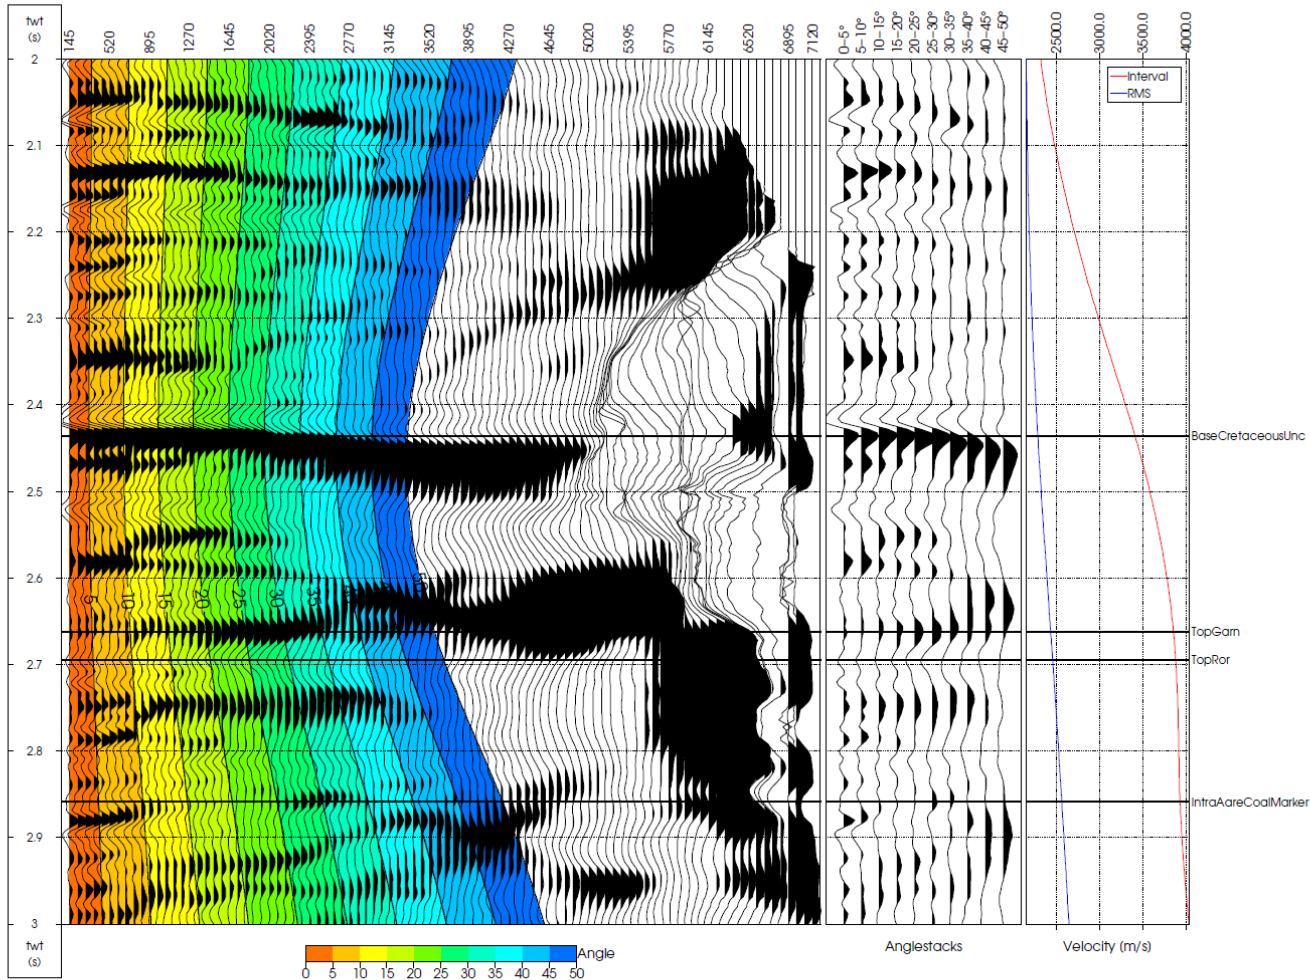 twt
(s)
145 520 895 1270 1645 2020 2395 2770 3145 3520 3895 4270 4645 5020 5395 5770 6145 6520 6895 7120
0-5° 5-10° 10-15° 15-20° 20-25° 25-30° 30-35° 35-40° 40-45° 45-50°
2500.0 3000.0 3500.0 4000.0
Interval
RMS
2
2.1
2.2
2.3
2.4
BaseCretaceousUnc
2.5
2.6
5 10 15 20 25 30 35
TopGarn
TopRor
2.7
2.8
IntraAareCoalMarker
2.9
3
twt
(s)
Angle
0 5 10 15 20 25 30 35 40 45 50
Anglestacks
Velocity (m/s)